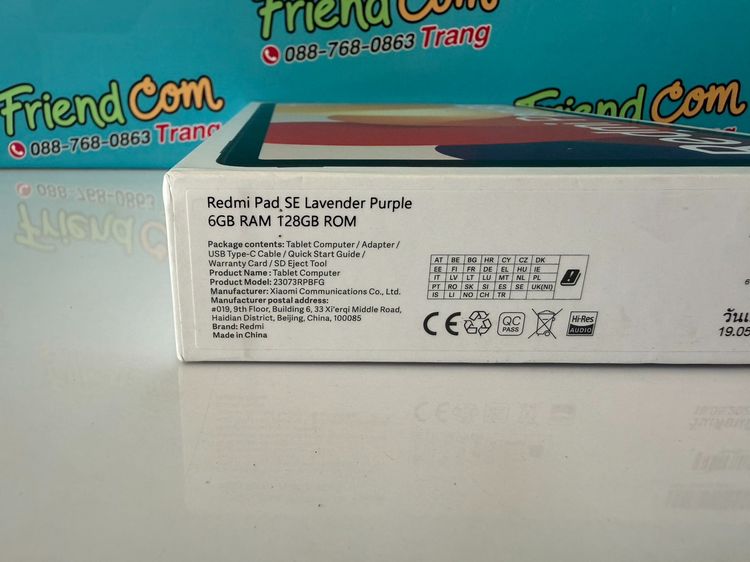 Friend Com
088-768-0863 Trang
Friend Com
088-768-0863 Trang
Friend Com
088-768-0863
Redmi Pad SE Lavender Purple
6GB RAM 128GB ROM
Package contents: Tablet Computer / Adapter /
USB Type-C Cable / Quick Start Guide /
Warranty Card / SD Eject Tool
Product Name: Tablet Computer
Product Model: 23073RPBFG
Manufacturer: Xiaomi Communications Co., Ltd.
Manufacturer postal address:
#019, 9th Floor, Building 6, 33 Xi'erqi Middle Road,
Haidian District, Beijing, China, 100085
Brand: Redmi
Made in China
AT BE BG HR CY CZ DK
EE FI FR DE EL HU IE
IT LV LT LU MT NL PL
PT RO SK SI ES SE UK(NI)
IS LI NO CH TR
CE
QC
PASS
Hi-Res
AUDIO
19.05